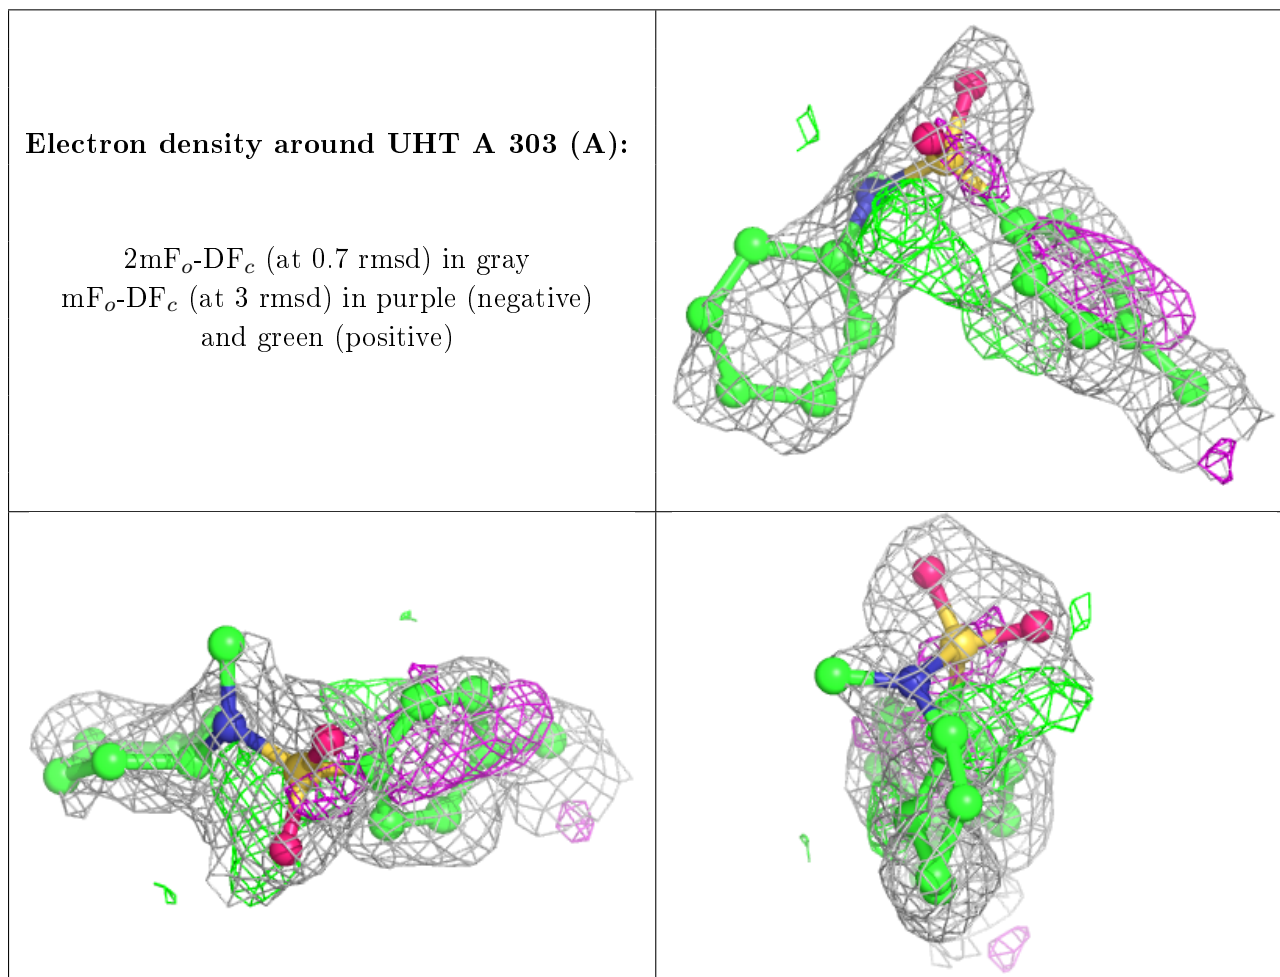 Electron density around UHT A 303 (A):
2mFo-DFc (at 0.7 rmsd) in gray
mFo-DFc (at 3 rmsd) in purple (negative)
and green (positive)